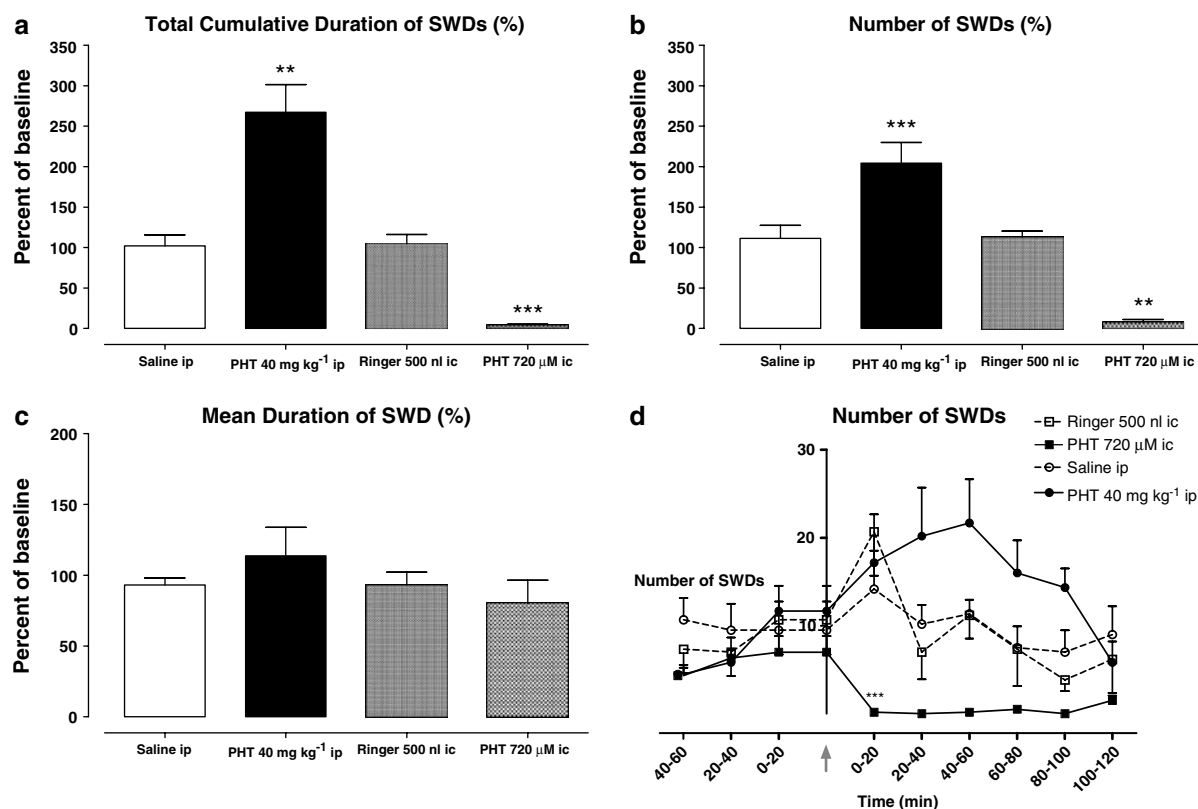 a Total Cumulative Duration of SWDs (%)
Percent of baseline
350
300
250
200
150
100
50
0
**
***
Saline ip
PHT 40 mg kg⁻¹ ip
Ringer 500 nl ic
PHT 720 μM ic
b Number of SWDs (%)
Percent of baseline
350
300
250
200
150
100
50
0
***
**
Saline ip
PHT 40 mg kg⁻¹ ip
Ringer 500 nl ic
PHT 720 μM ic
c Mean Duration of SWD (%)
Percent of baseline
200
150
100
50
0
Saline ip
PHT 40 mg kg⁻¹ ip
Ringer 500 nl ic
PHT 720 μM ic
d Number of SWDs
Ringer 500 nl ic
PHT 720 μM ic
Saline ip
PHT 40 mg kg⁻¹ ip
30
20
10
Number of SWDs
***
40-60
20-40
0-20
0-20
20-40
40-60
60-80
80-100
100-120
Time (min)